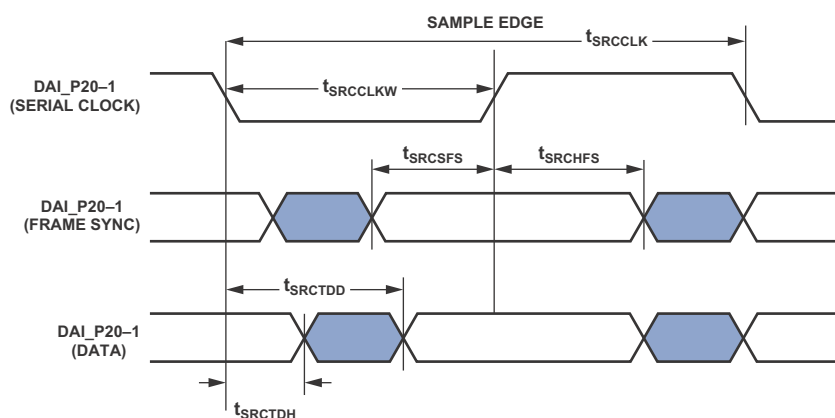 SAMPLE EDGE
tSRCCLK
DAI_P20–1
(SERIAL CLOCK)
tSRCCLKW
tSRCSFS
tSRCHFS
DAI_P20–1
(FRAME SYNC)
tSRCTDD
DAI_P20–1
(DATA)
tSRCTDH